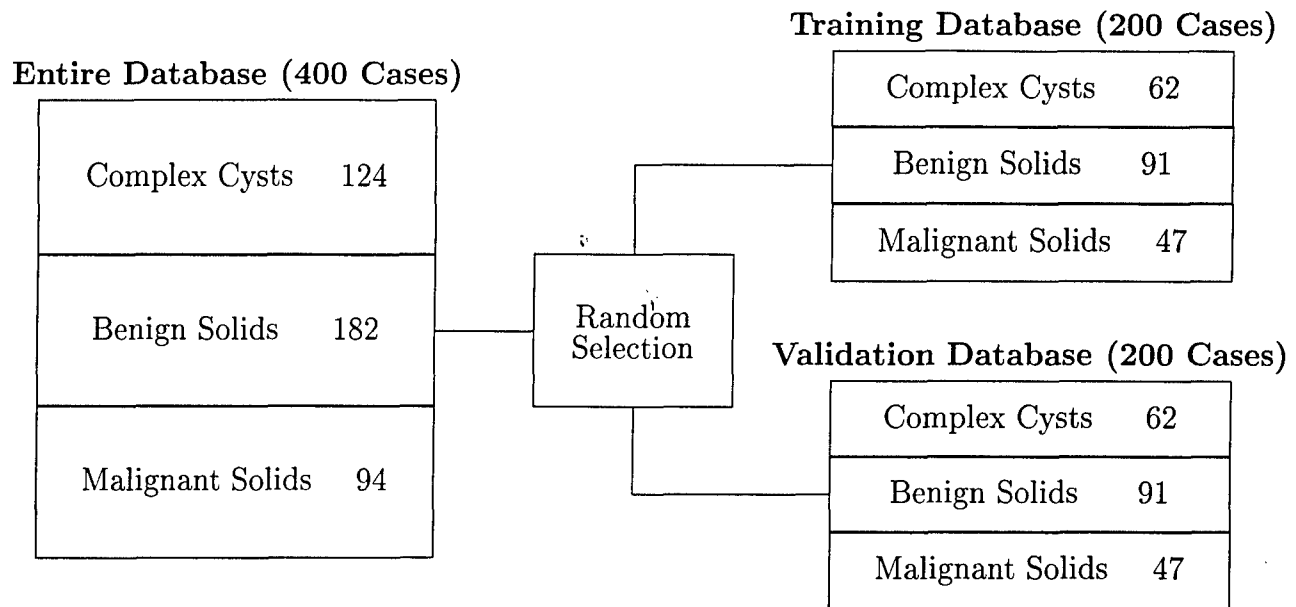 Entire Database (400 Cases)
Complex Cysts 124
Benign Solids 182
Malignant Solids 94
Random
Selection
Training Database (200 Cases)
Complex Cysts 62
Benign Solids 91
Malignant Solids 47
Validation Database (200 Cases)
Complex Cysts 62
Benign Solids 91
Malignant Solids 47